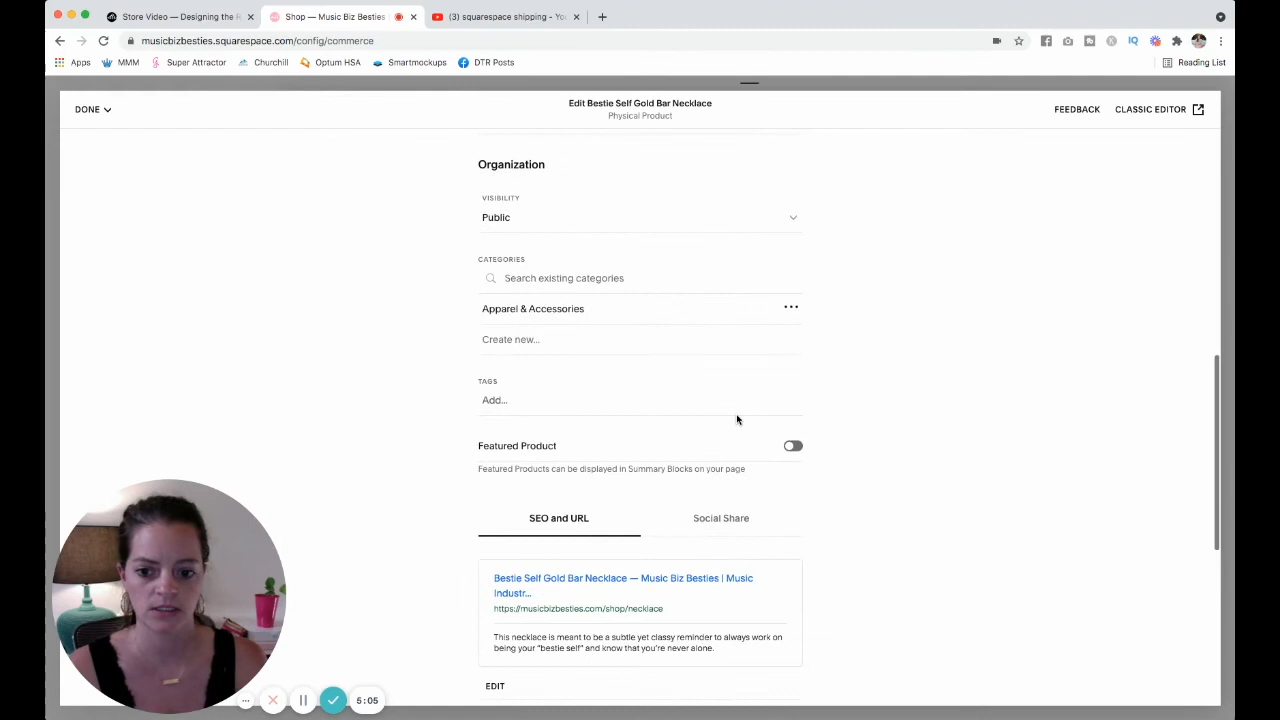 Store Video — Designing the R
Shop — Music Biz Besties
(3) squarespace shipping - Yo
musicbizbesties.squarespace.com/config/commerce
Apps MMM Super Attractor Churchill Optum HSA Smartmockups DTR Posts Reading List
DONE
Edit Bestie Self Gold Bar Necklace
Physical Product
FEEDBACK
CLASSIC EDITOR
Organization
VISIBILITY
Public
CATEGORIES
Search existing categories
Apparel & Accessories
Create new...
TAGS
Add...
Featured Product
Featured Products can be displayed in Summary Blocks on your page
SEO and URL Social Share
Bestie Self Gold Bar Necklace — Music Biz Besties | Music
Industr...
https://musicbizbesties.com/shop/necklace
This necklace is meant to be a subtle yet classy reminder to always work on
being your "bestie self" and know that you're never alone.
EDIT
5:05